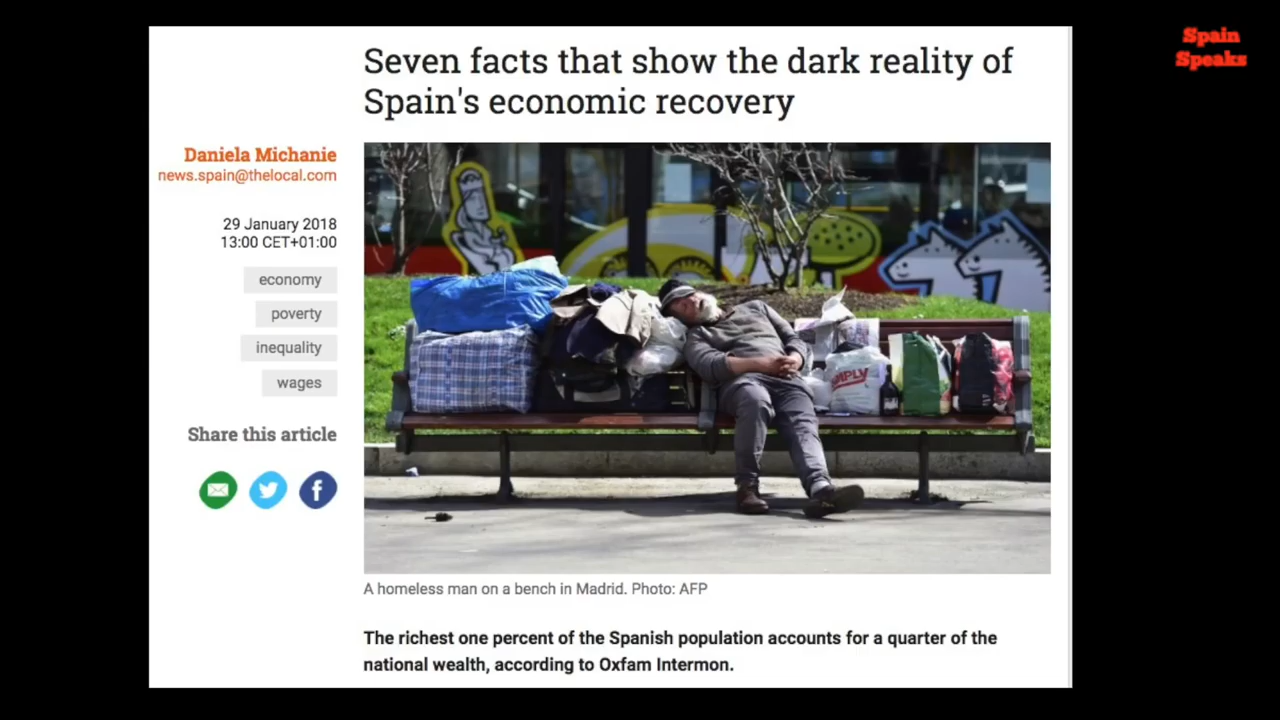 Spain
Speaks
Seven facts that show the dark reality of
Spain's economic recovery
Daniela Michanie
news.spain@thelocal.com
29 January 2018
13:00 CET+01:00
economy
poverty
inequality
wages
Share this article
SIMPLY
A homeless man on a bench in Madrid. Photo: AFP
The richest one percent of the Spanish population accounts for a quarter of the
national wealth, according to Oxfam Intermon.